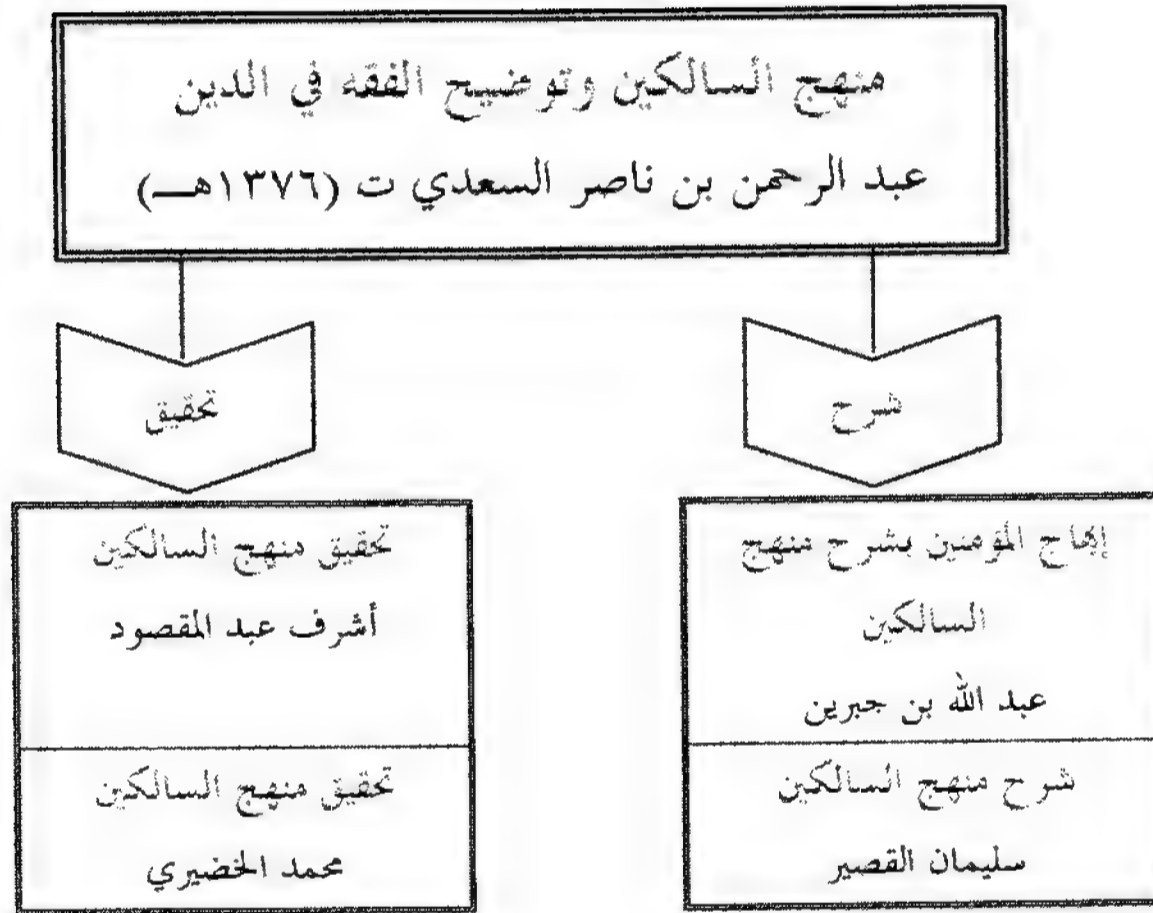 منهج السالكين وتوضيح الفقه في الدين
عبد الرحمن بن ناصر السعدي ت (١٣٧٦هـ)
شرح
تحقيق
إبهاج المؤمنين بشرح منهج
السالكين
عبد الله بن جبرين
شرح منهج السالكين
سليمان القصير
تحقيق منهج السالكين
أشرف عبد المقصود
تحقيق منهج السالكين
محمد الخضيري